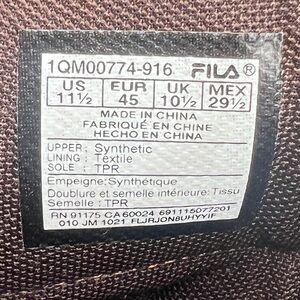 1QM00774-916 FILA®
US EUR UK MEX
11½ 45 10½ 29½
MADE IN CHINA
FABRIQUÉ EN CHINE
HECHO EN CHINA
UPPER: Synthetic
LINING: Textile
SOLE : TPR
Empeigne:Synthétique
Doublure et semelle intérieure: Tissu
Semelle: TPR
RN 91175 CA 60024 691115077201
010 JM 1021 FLJRJON8UHYYIF